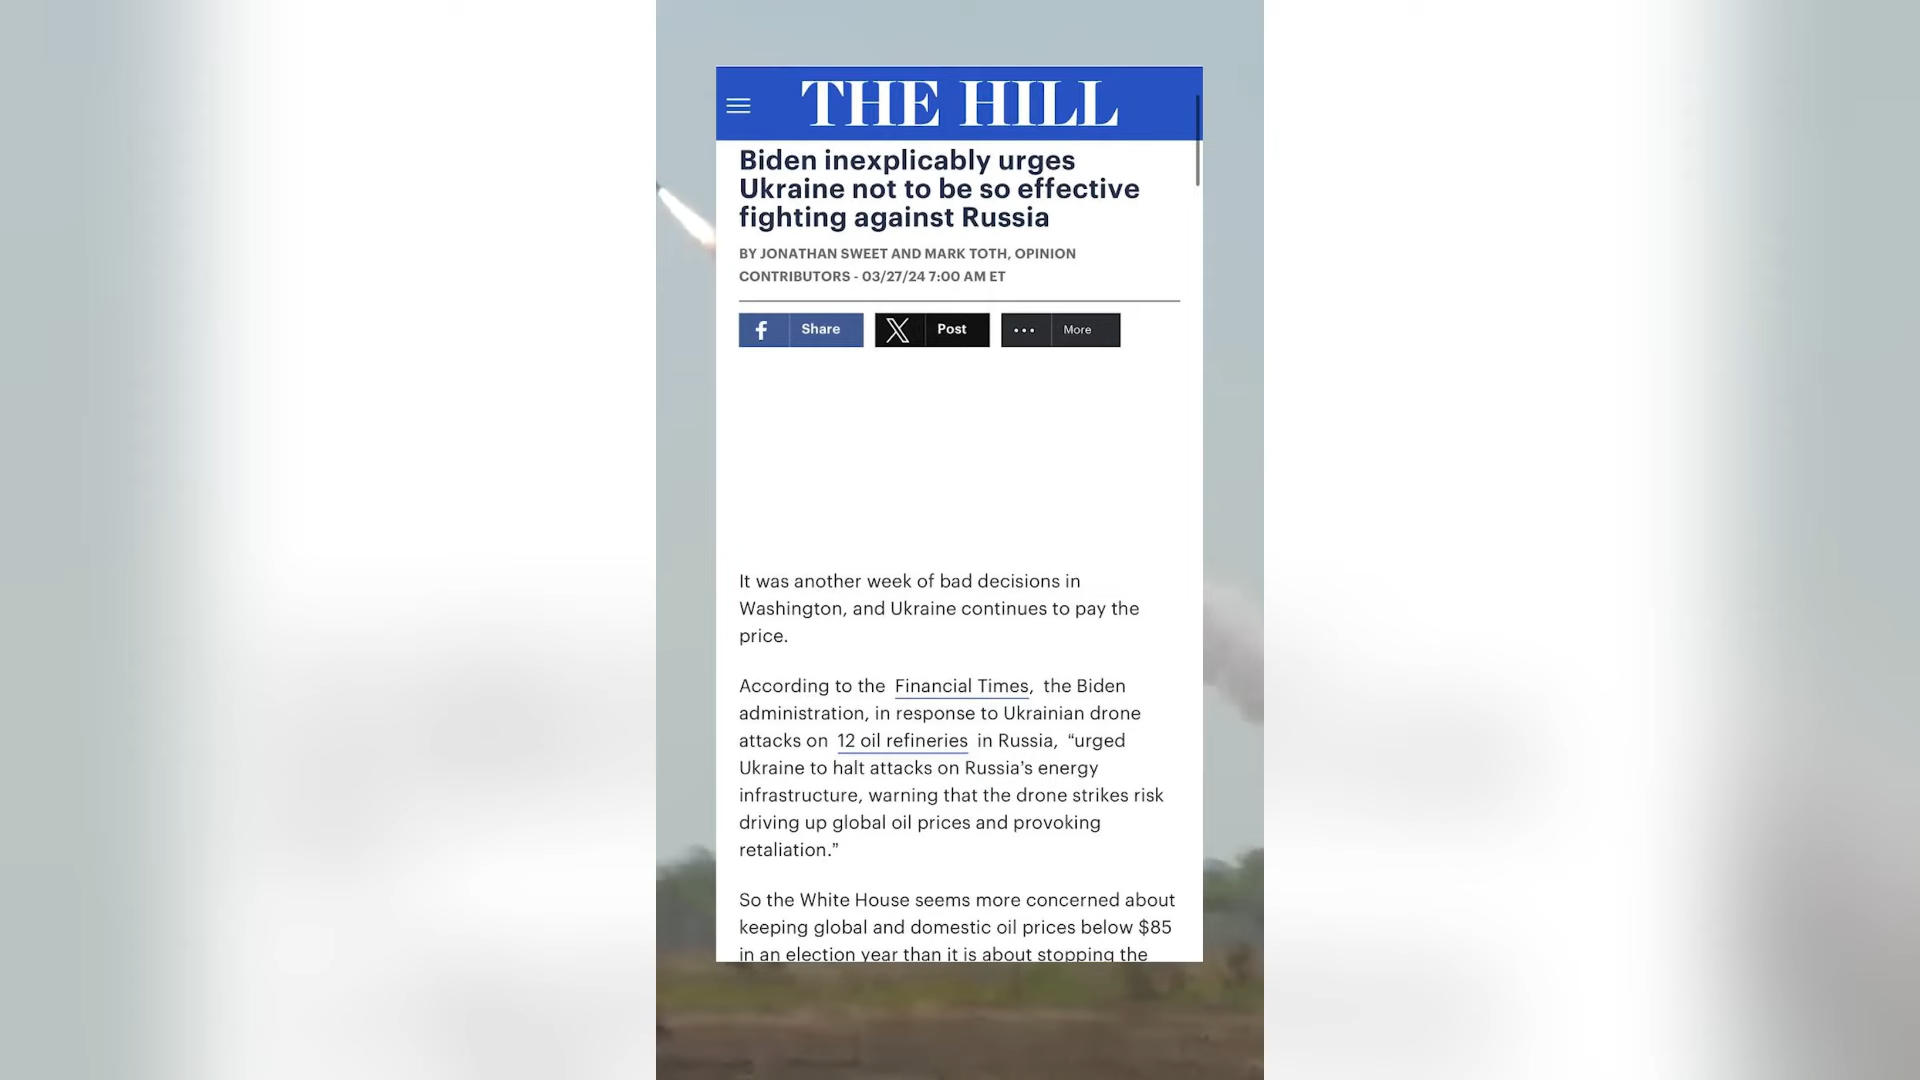 THE HILL
Biden inexplicably urges
Ukraine not to be so effective
fighting against Russia
BY JONATHAN SWEET AND MARK TOTH, OPINION
CONTRIBUTORS - 03/27/24 7:00 AM ET
Share
Post
More
It was another week of bad decisions in
Washington, and Ukraine continues to pay the
price.
According to the Financial Times, the Biden
administration, in response to Ukrainian drone
attacks on 12 oil refineries in Russia, “urged
Ukraine to halt attacks on Russia’s energy
infrastructure, warning that the drone strikes risk
driving up global oil prices and provoking
retaliation.”
So the White House seems more concerned about
keeping global and domestic oil prices below $85
in an election year than it is about stopping the